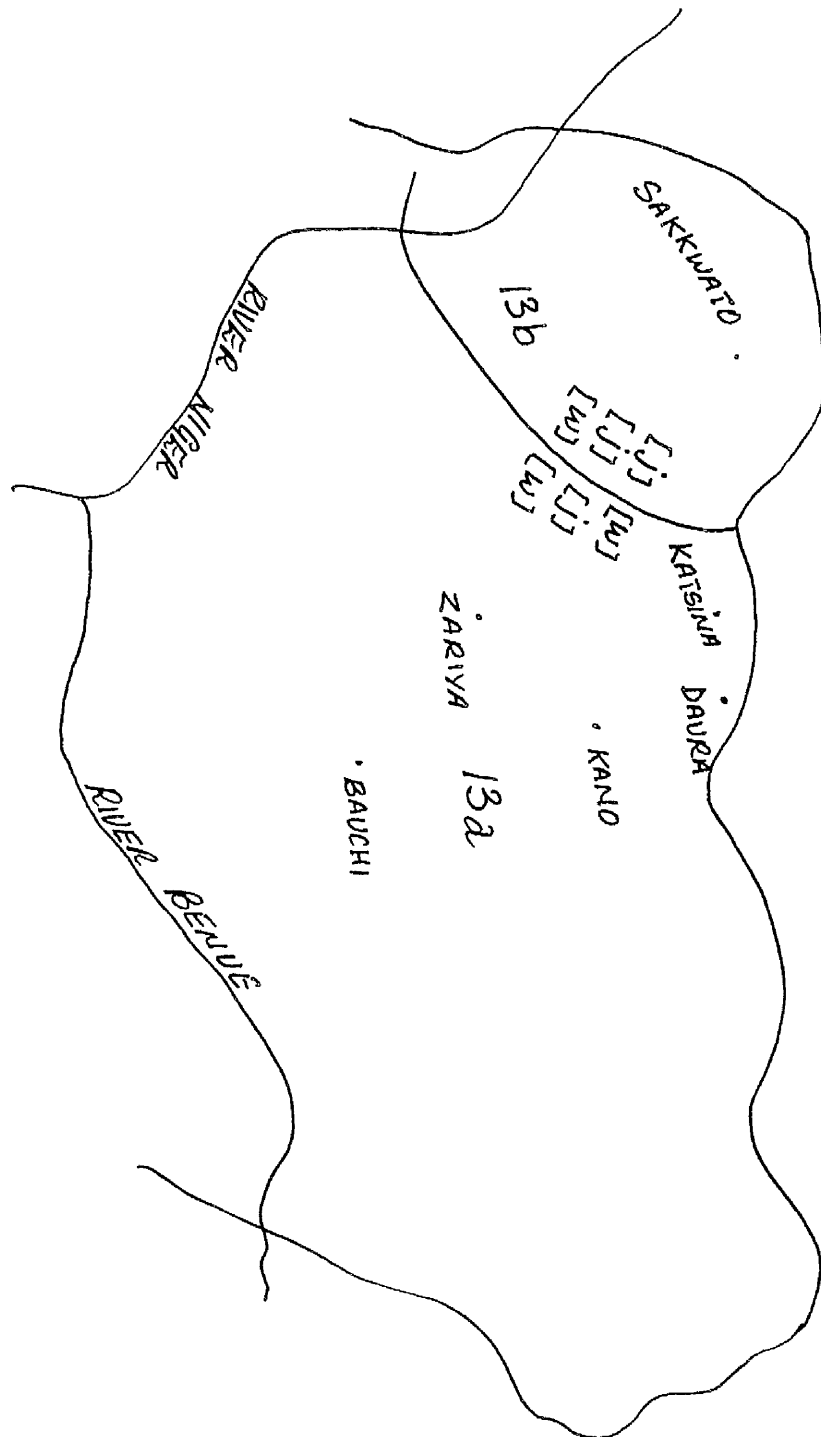 SAKKWATO
KATSINA
DAURA
[j] [w]
[j] [j]
[w] [w]
13b
KANO
ZARIYA
13a
BAUCHI
RIVER NIGER
RIVER BENUE